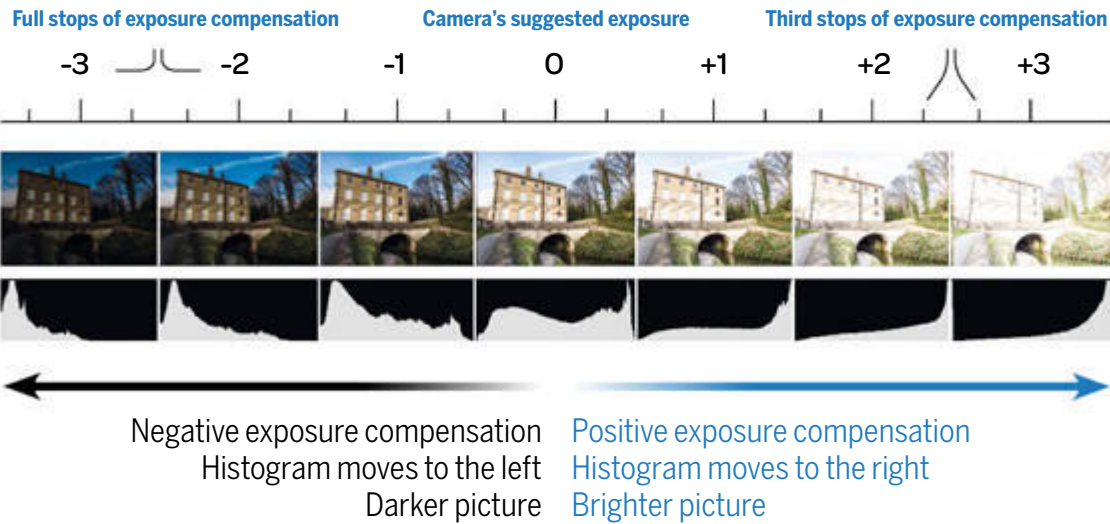 Full stops of exposure compensation
Camera's suggested exposure
Third stops of exposure compensation
-3 -2 -1 0 +1 +2 +3
Negative exposure compensation
Histogram moves to the left
Darker picture
Positive exposure compensation
Histogram moves to the right
Brighter picture